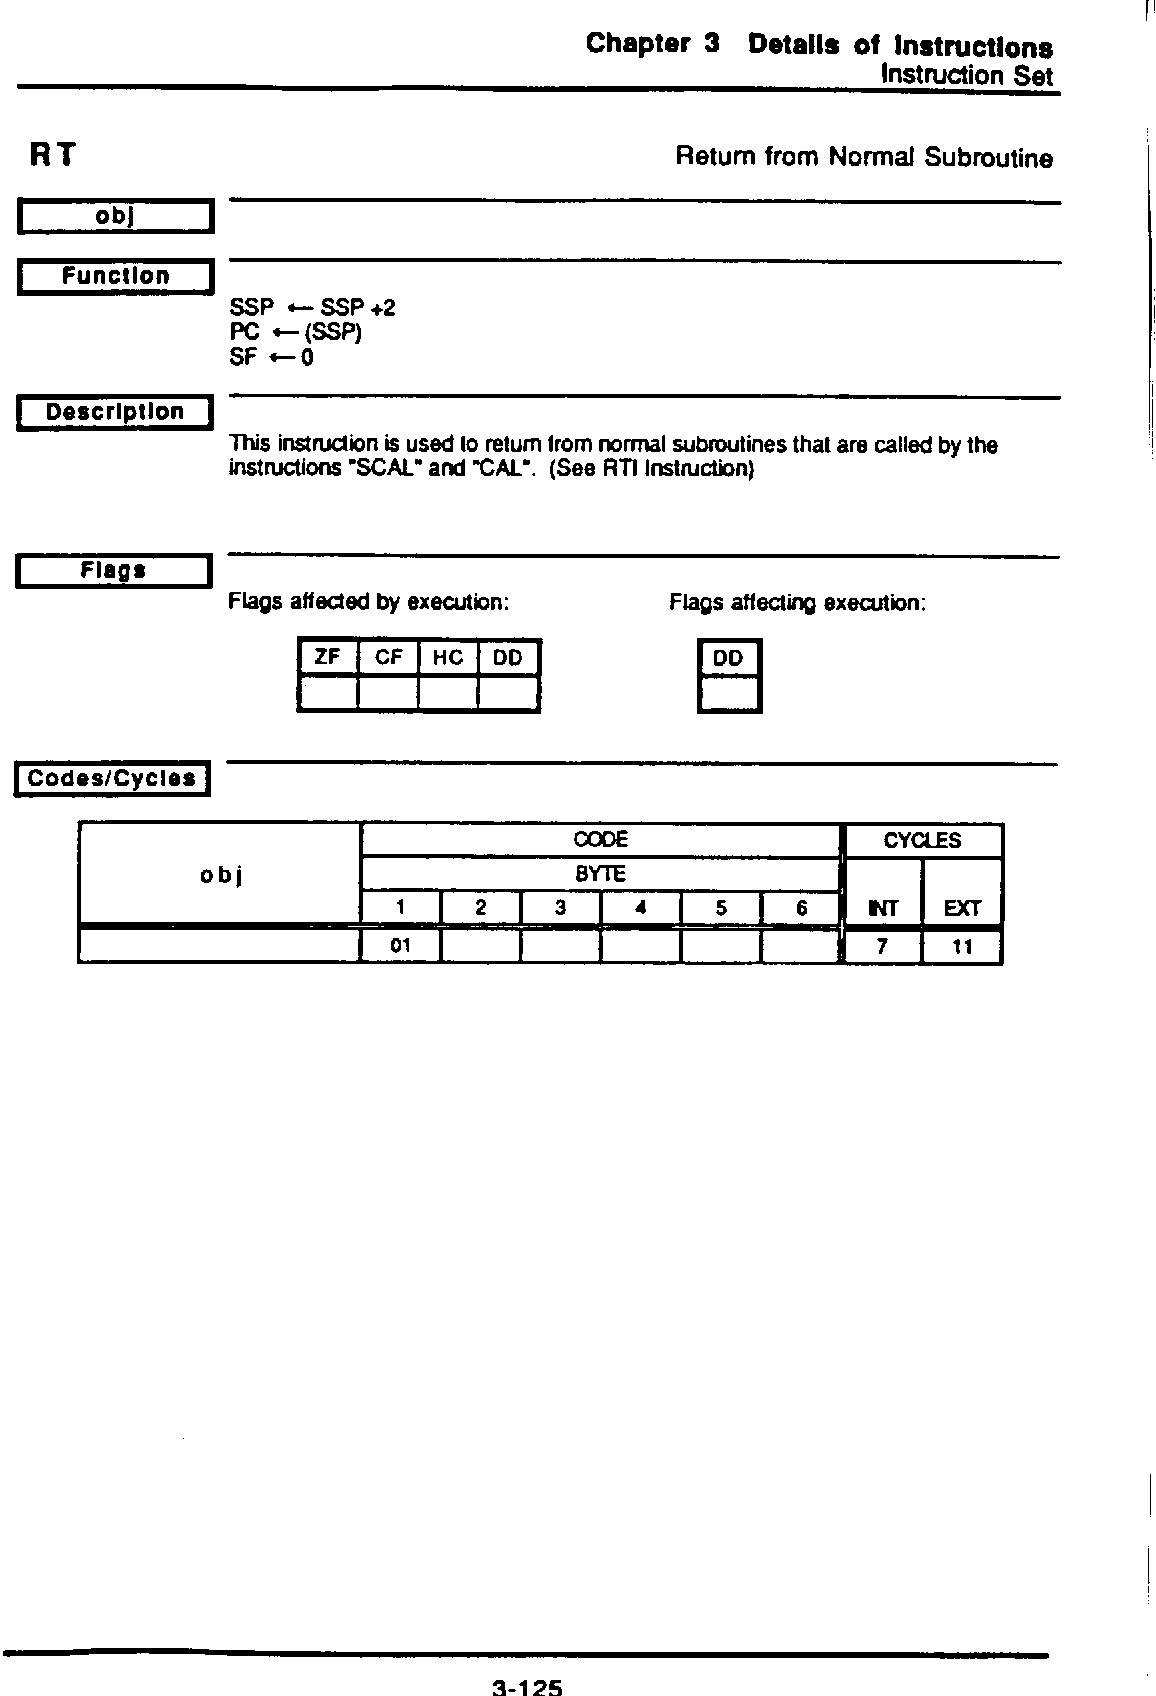 Chapter 3 Details of Instructions
Instruction Set
RT Return from Normal Subroutine
obj
Function
SSP ← SSP +2
PC ← (SSP)
SF ← 0
Description
This instruction is used to return from normal subroutines that are called by the
instructions "SCAL" and "CAL". (See RTI Instruction)
Flags
Flags affected by execution: Flags affecting execution:
ZF CF HC DD DD
Codes/Cycles
CODE CYCLES
obj BYTE
1 2 3 4 5 6 INT EXT
01 7 11
3-125